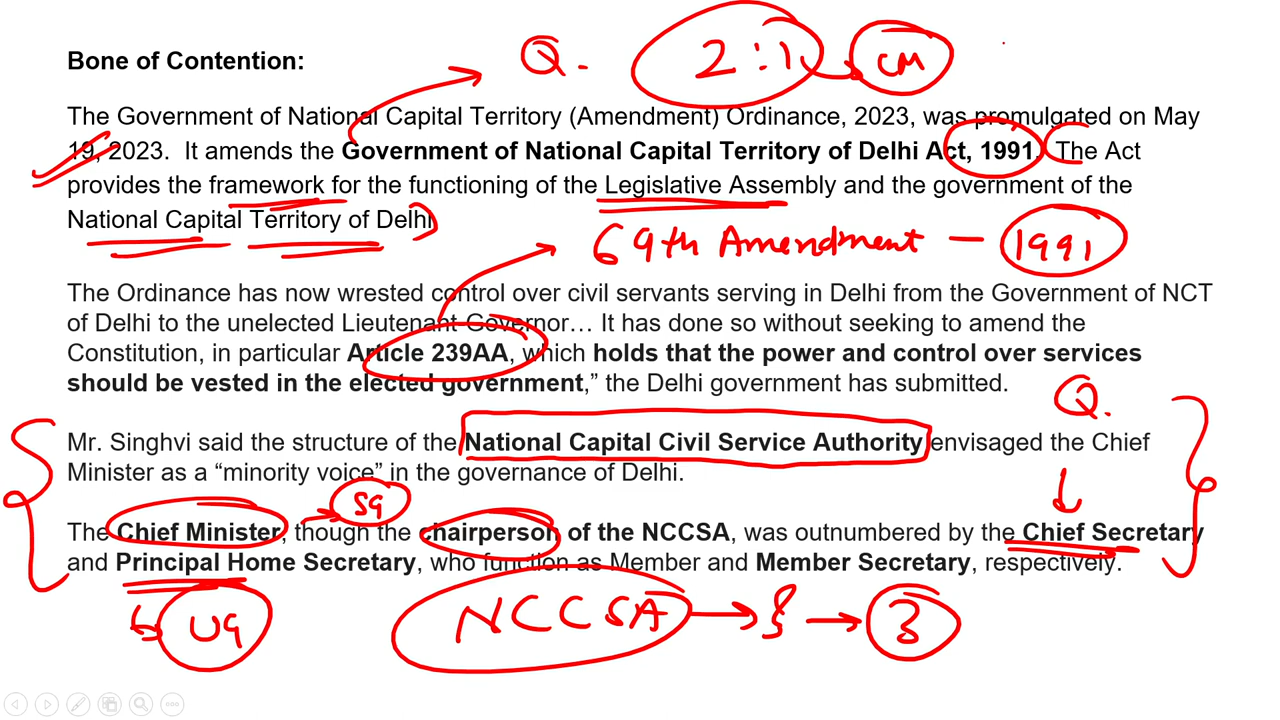 Q. 2:1 CM
Bone of Contention:
The Government of National Capital Territory (Amendment) Ordinance, 2023, was promulgated on May
19, 2023. It amends the Government of National Capital Territory of Delhi Act, 1991. The Act
provides the framework for the functioning of the Legislative Assembly and the government of the
National Capital Territory of Delhi
69th Amendment - 1991
The Ordinance has now wrested control over civil servants serving in Delhi from the Government of NCT
of Delhi to the unelected Lieutenant-Governor… It has done so without seeking to amend the
Constitution, in particular Article 239AA, which holds that the power and control over services
should be vested in the elected government,” the Delhi government has submitted.
Q.
Mr. Singhvi said the structure of the National Capital Civil Service Authority envisaged the Chief
Minister as a “minority voice” in the governance of Delhi.
SG
The Chief Minister, though the chairperson of the NCCSA, was outnumbered by the Chief Secretary
and Principal Home Secretary, who function as Member and Member Secretary, respectively.
UG NCCSA 3